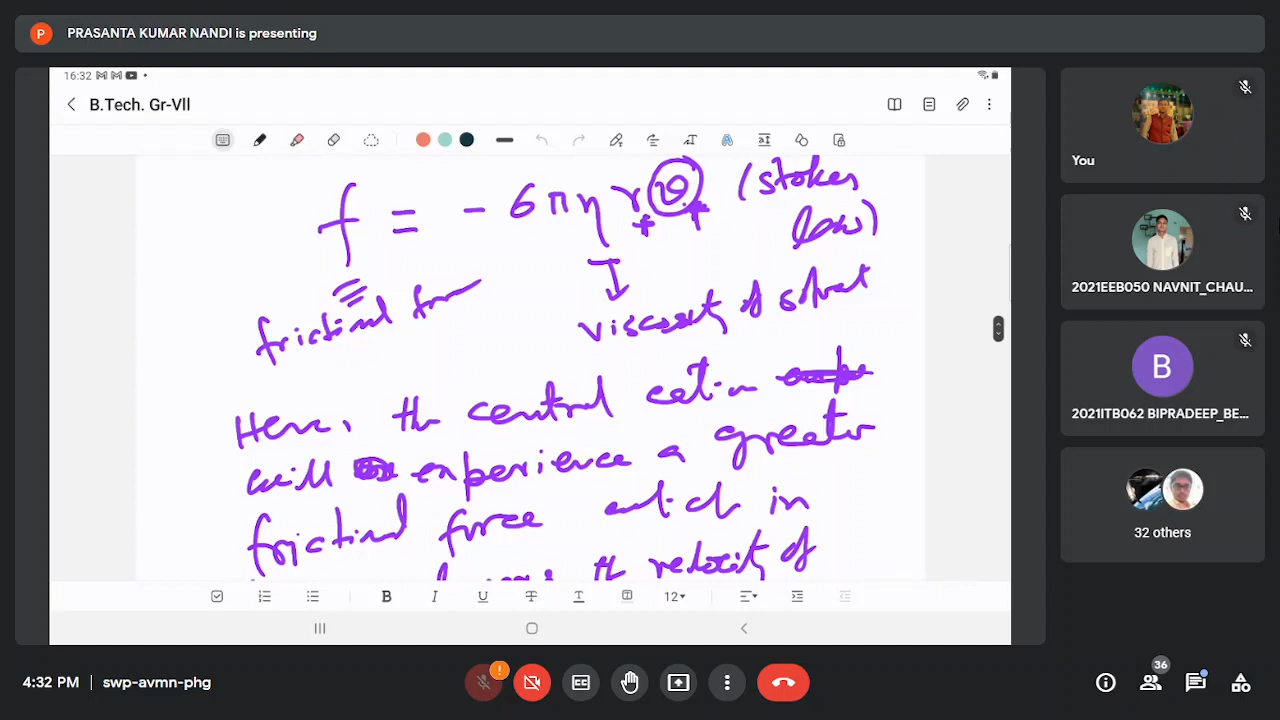 PRASANTA KUMAR NANDI is presenting
P
16:32
B.Tech. Gr-VII
f = - 6πηr+ v+ (stokes law)
frictional force
viscosity of solvent
Hence, the central cation
will experience a greater
frictional force which in
the velocity of
B I U T T 12
You
2021EEB050 NAVNIT_CHAU...
B
2021ITB062 BIPRADEEP_BE...
32 others
4:32 PM | swp-avmn-phg
36